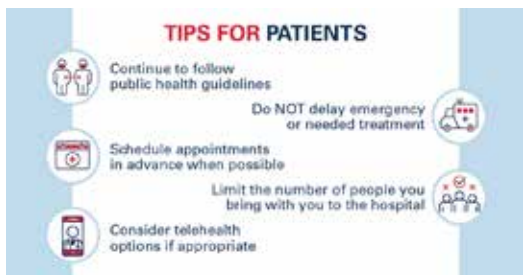 TIPS FOR PATIENTS
Continue to follow
public health guidelines
Do NOT delay emergency
or needed treatment
Schedule appointments
in advance when possible
Limit the number of people you
bring with you to the hospital
Consider telehealth
options if appropriate